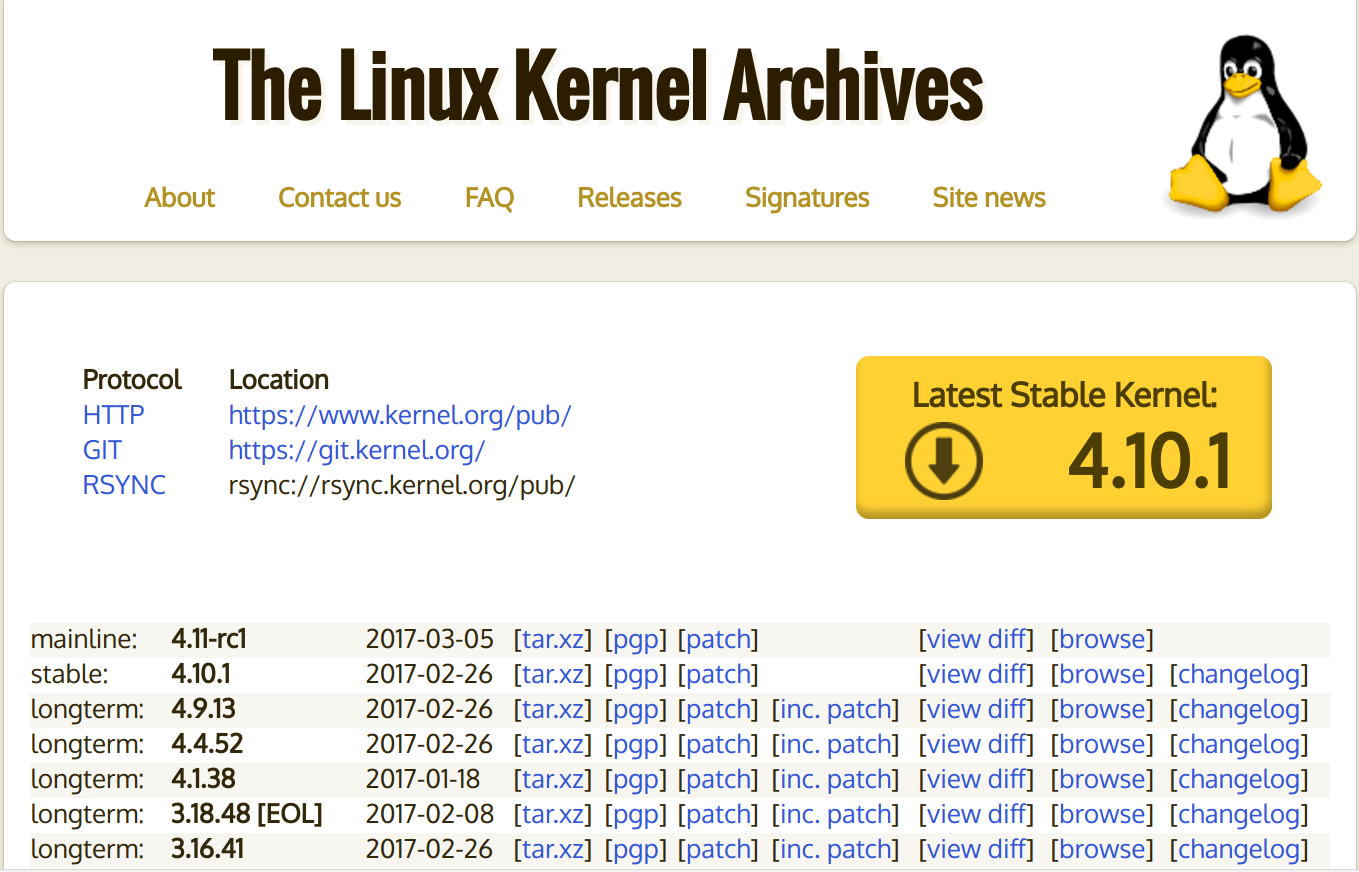 The Linux Kernel Archives
About Contact us FAQ Releases Signatures Site news
Protocol Location
HTTP https://www.kernel.org/pub/
GIT https://git.kernel.org/
RSYNC rsync://rsync.kernel.org/pub/
Latest Stable Kernel:
4.10.1
mainline: 4.11-rc1 2017-03-05 [tar.xz] [pgp] [patch] [view diff] [browse]
stable: 4.10.1 2017-02-26 [tar.xz] [pgp] [patch] [view diff] [browse] [changelog]
longterm: 4.9.13 2017-02-26 [tar.xz] [pgp] [patch] [inc. patch] [view diff] [browse] [changelog]
longterm: 4.4.52 2017-02-26 [tar.xz] [pgp] [patch] [inc. patch] [view diff] [browse] [changelog]
longterm: 4.1.38 2017-01-18 [tar.xz] [pgp] [patch] [inc. patch] [view diff] [browse] [changelog]
longterm: 3.18.48 [EOL] 2017-02-08 [tar.xz] [pgp] [patch] [inc. patch] [view diff] [browse] [changelog]
longterm: 3.16.41 2017-02-26 [tar.xz] [pgp] [patch] [inc. patch] [view diff] [browse] [changelog]